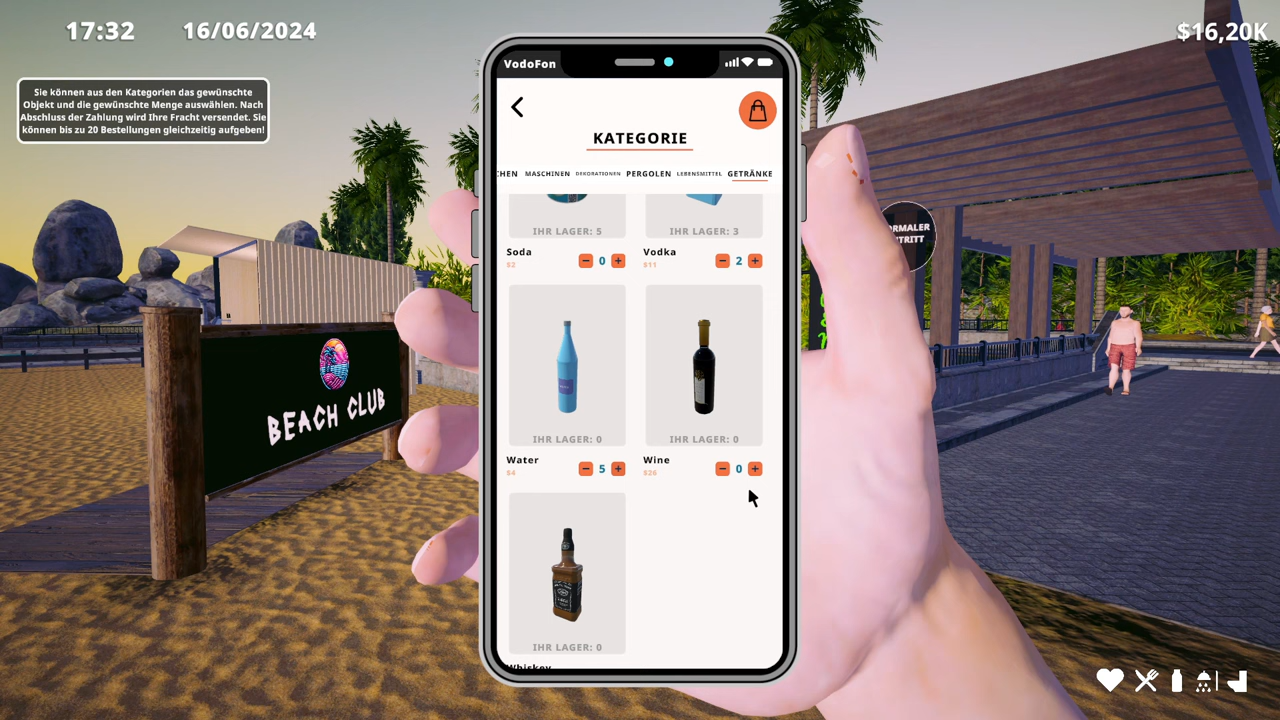 17:32
16/06/2024
$16,20K
Sie können aus den Kategorien das gewünschte
Objekt und die gewünschte Menge auswählen. Nach
Abschluss der Zahlung wird Ihre Fracht versendet. Sie
können bis zu 20 Bestellungen gleichzeitig aufgeben!
VodoFon
KATEGORIE
CHEN MASCHINEN DEKORATIONEN PERGOLEN LEBENSMITTEL GETRÄNKE
IHR LAGER: 5
IHR LAGER: 3
Soda
$2
0
Vodka
$11
2
IHR LAGER: 0
IHR LAGER: 0
Water
$4
5
Wine
$26
0
IHR LAGER: 0
Whiskey
BEACH CLUB